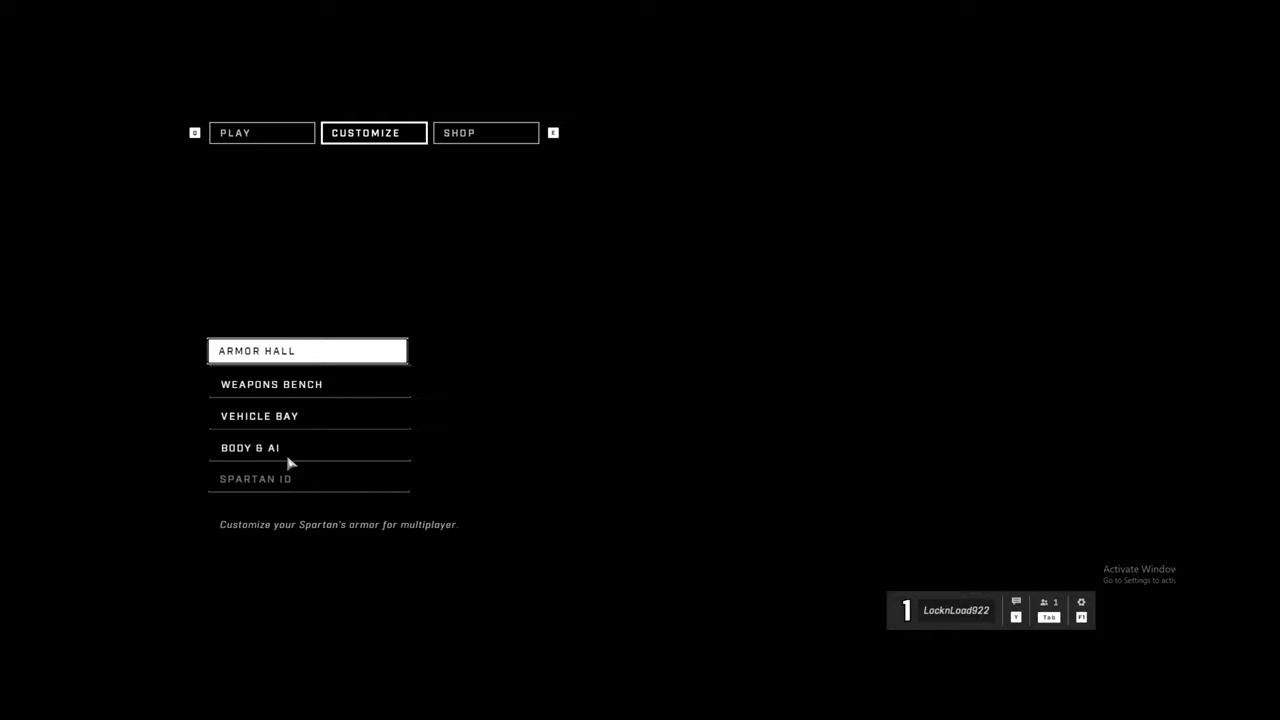 Q PLAY CUSTOMIZE SHOP E
ARMOR HALL
WEAPONS BENCH
VEHICLE BAY
BODY & AI
SPARTAN ID
Customize your Spartan's armor for multiplayer.
Activate Window
Go to Settings to acti
1 LocknLoad922 1
Y Tab F1